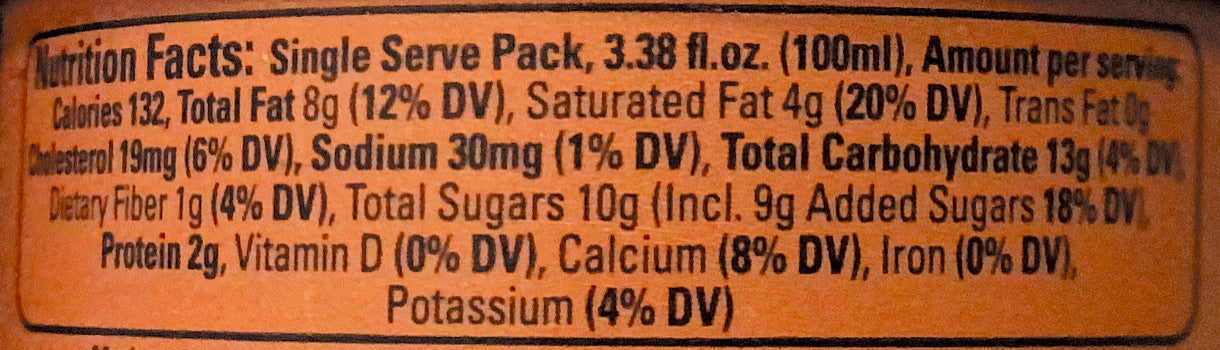 Nutrition Facts: Single Serve Pack, 3.38 fl.oz. (100ml), Amount per serving
Calories 132, Total Fat 8g (12% DV), Saturated Fat 4g (20% DV), Trans Fat 0g
Cholesterol 19mg (6% DV), Sodium 30mg (1% DV), Total Carbohydrate 13g (4% DV),
Dietary Fiber 1g (4% DV), Total Sugars 10g (Incl. 9g Added Sugars 18% DV),
Protein 2g, Vitamin D (0% DV), Calcium (8% DV), Iron (0% DV),
Potassium (4% DV)